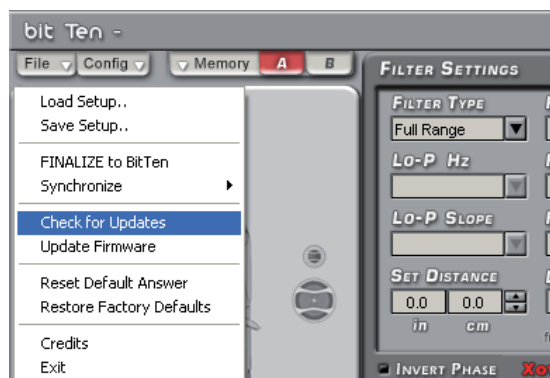 bit Ten -
File Config Memory A B
Load Setup..
Save Setup..
FINALIZE to BitTen
Synchronize
Check for Updates
Update Firmware
Reset Default Answer
Restore Factory Defaults
Credits
Exit
FILTER SETTINGS
FILTER TYPE
Full Range
LO-P HZ
LO-P SLOPE
SET DISTANCE
0.0 0.0
in cm
INVERT PHASE